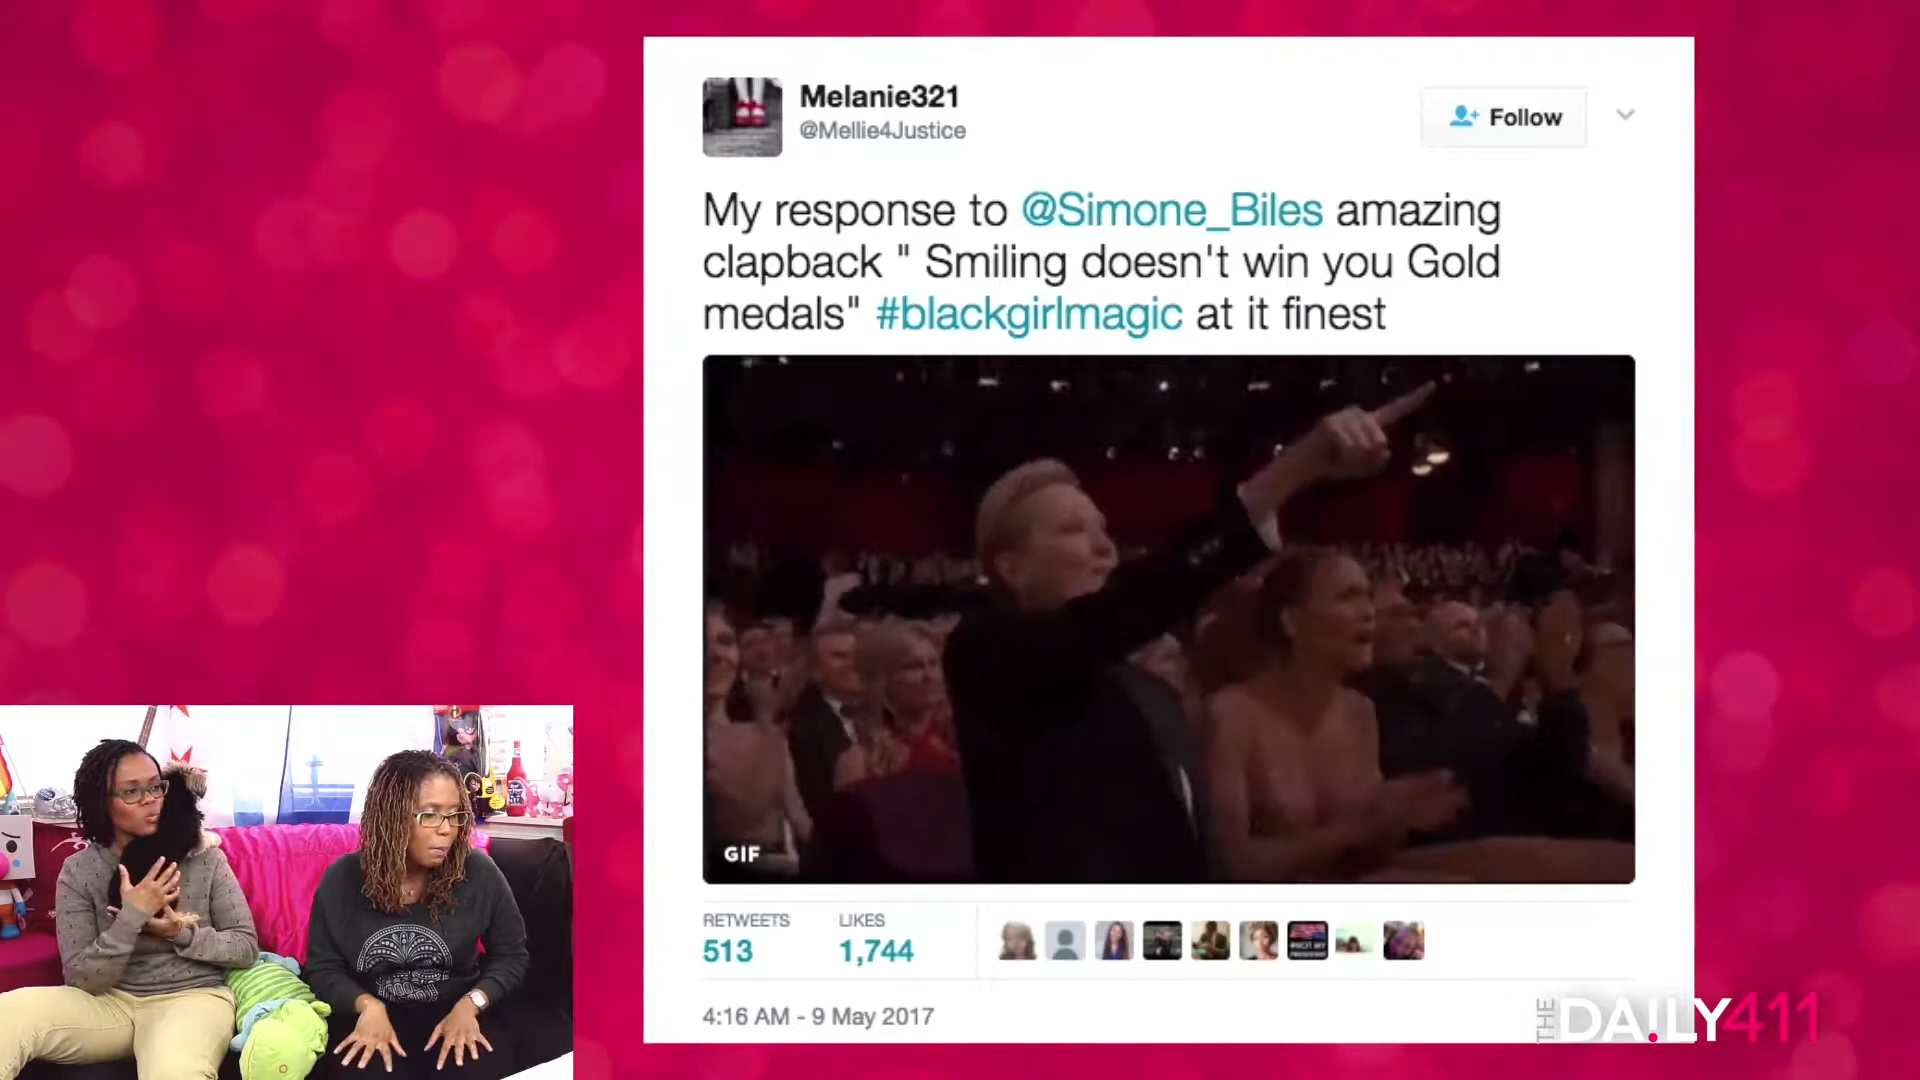 Melanie321
@Mellie4Justice
Follow
My response to @Simone_Biles amazing
clapback " Smiling doesn't win you Gold
medals" #blackgirlmagic at it finest
GIF
RETWEETS
513
LIKES
1,744
4:16 AM - 9 May 2017
THE DAILY411